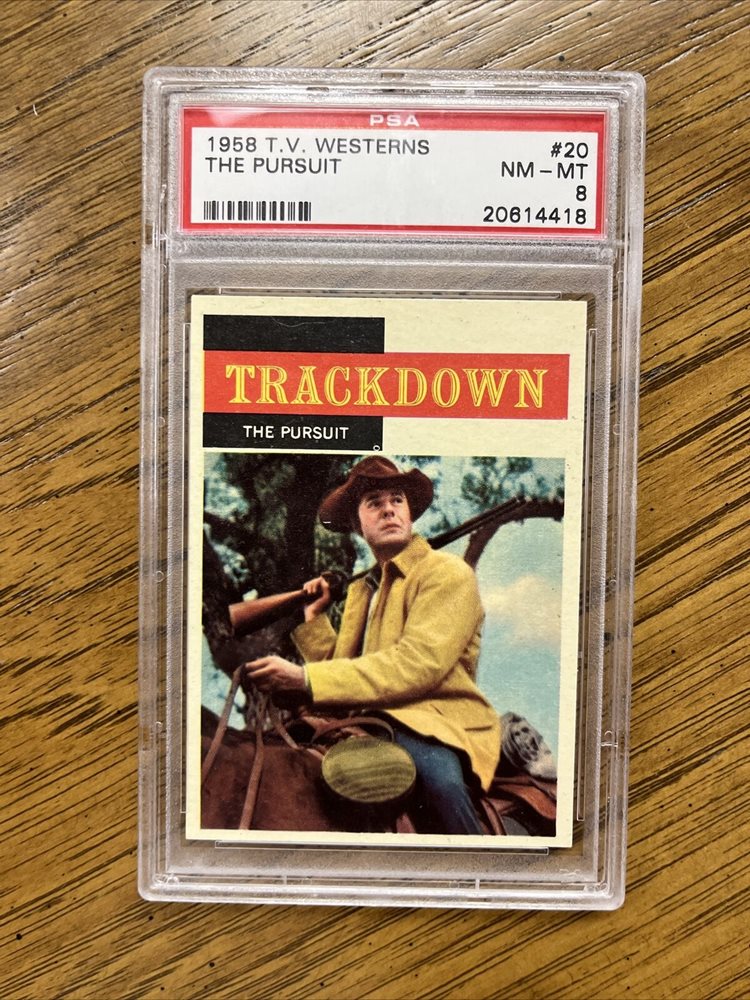 PSA
1958 T.V. WESTERNS #20
THE PURSUIT NM-MT
8
20614418
TRACKDOWN
THE PURSUIT